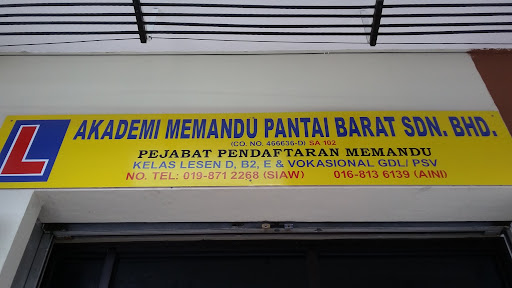 L AKADEMI MEMANDU PANTAI BARAT SDN. BHD.
(CO. NO. 466636-D) SA 102
PEJABAT PENDAFTARAN MEMANDU
KELAS LESEN D, B2, E & VOKASIONAL GDL/ PSV
NO. TEL: 019-871 2268 (SIAW) 016-813 6139 (AINI)